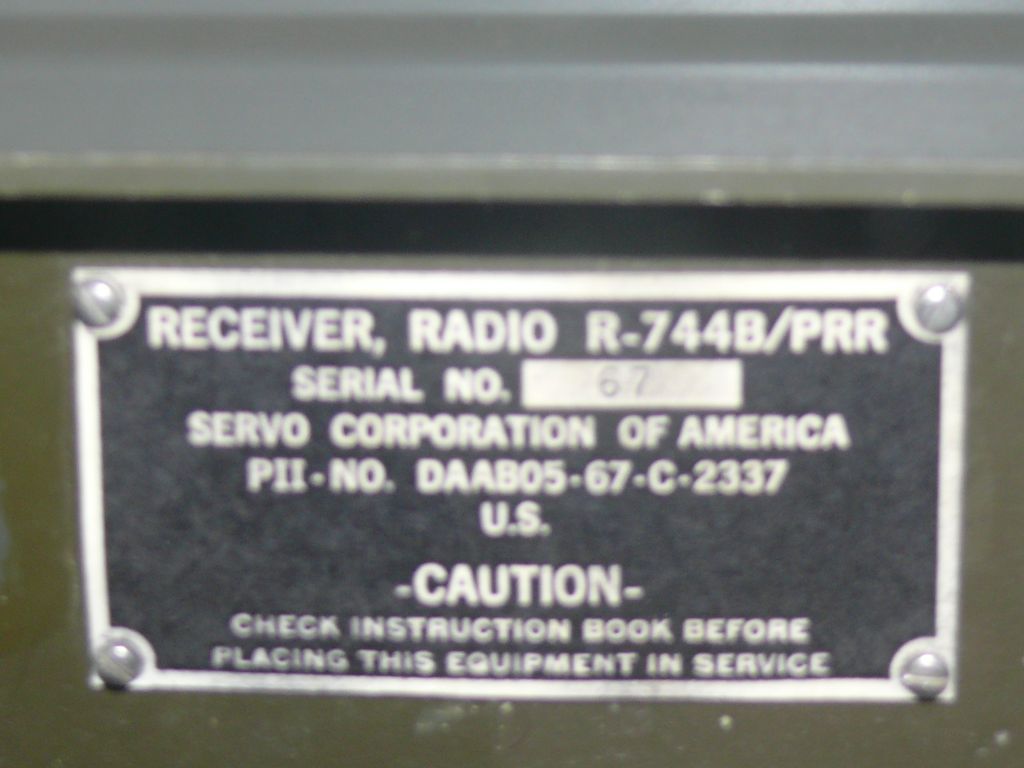 RECEIVER, RADIO R-744B/PRR
SERIAL NO. 67
SERVO CORPORATION OF AMERICA
PII-NO. DAAB05-67-C-2337
U.S.
-CAUTION-
CHECK INSTRUCTION BOOK BEFORE
PLACING THIS EQUIPMENT IN SERVICE